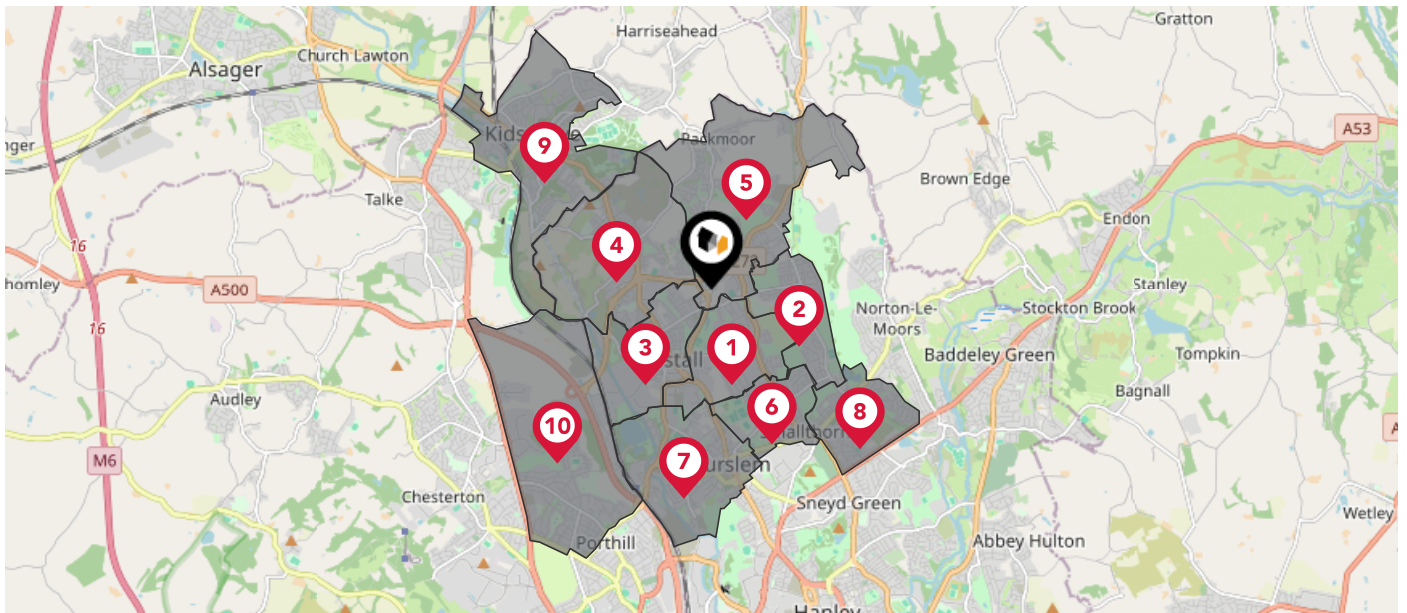 Gratton
Harriseahead
Church Lawton
Alsager
A53
Packmoor
9
Brown Edge
5
Talke
Endon
4
16
A500
Stanley
2
Norton-Le-
Moors
Stockton Brook
16
3
1
Baddeley Green
Tompkin
Bagnall
Audley
6
8
10
M6
7
Chesterton
Sneyd Green
Wetley
Porthill
Abbey Hulton
Hanley